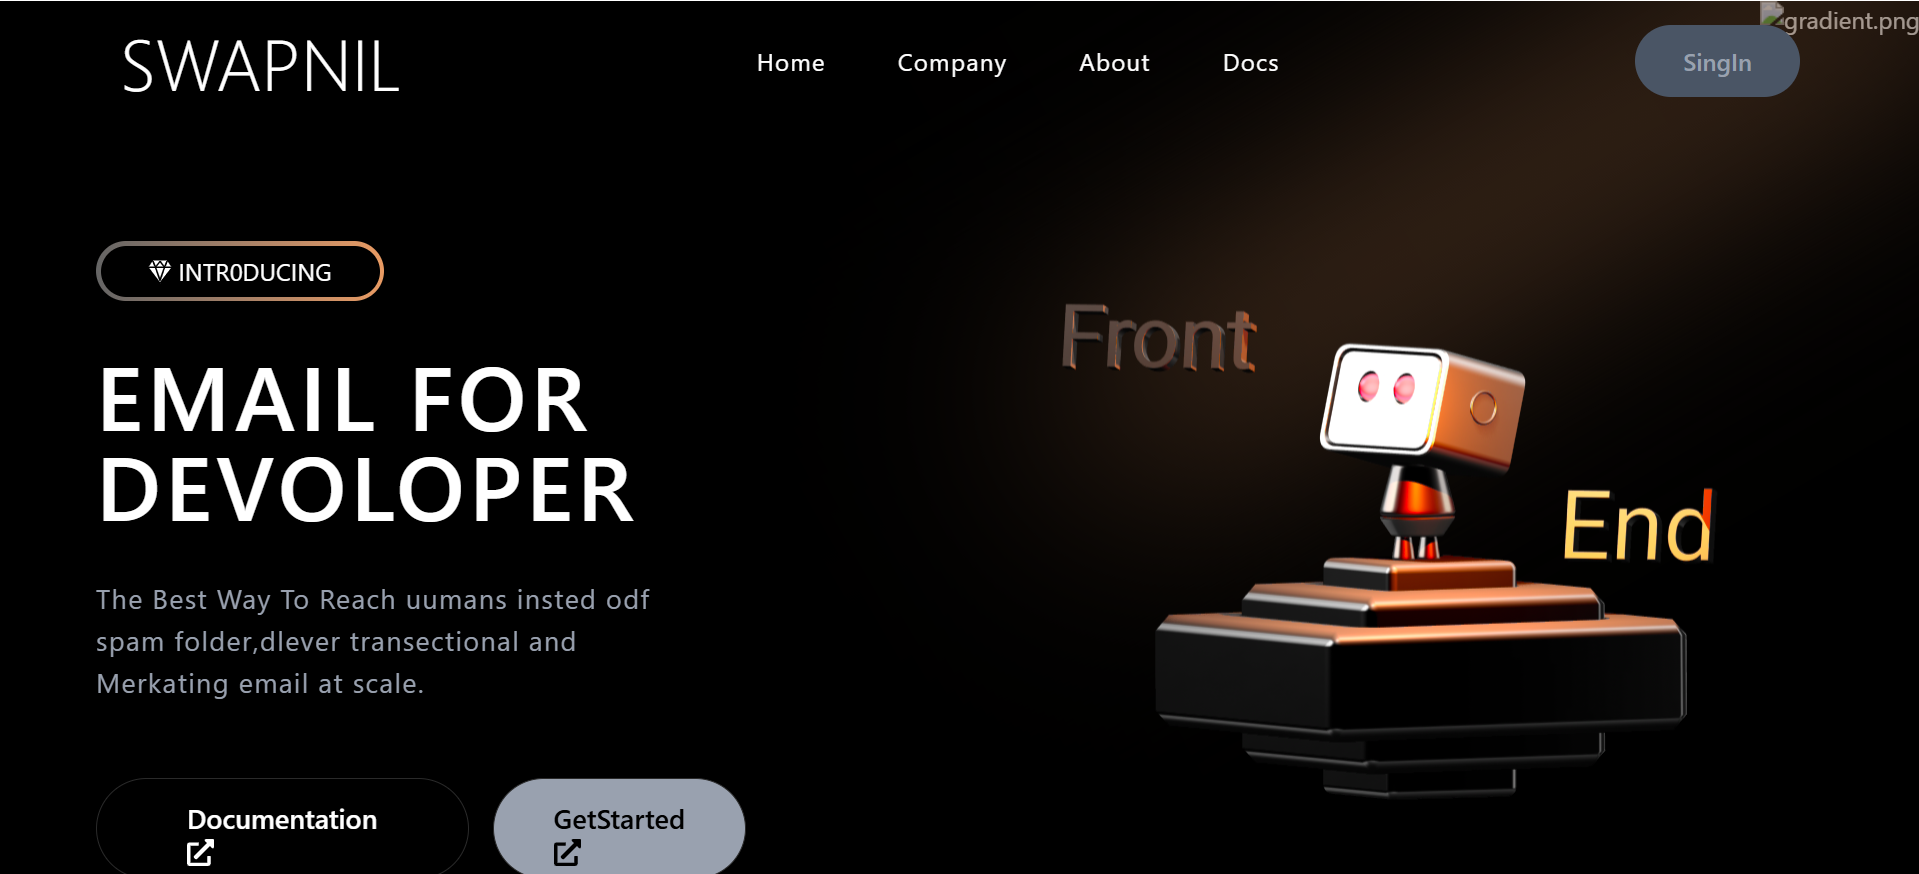 gradient.png
SWAPNIL
Home Company About Docs
SingIn
INTR0DUCING
EMAIL FOR
DEVOLOPER
The Best Way To Reach uumans insted odf
spam folder,dlever transectional and
Merkating email at scale.
Front
End
Documentation
GetStarted